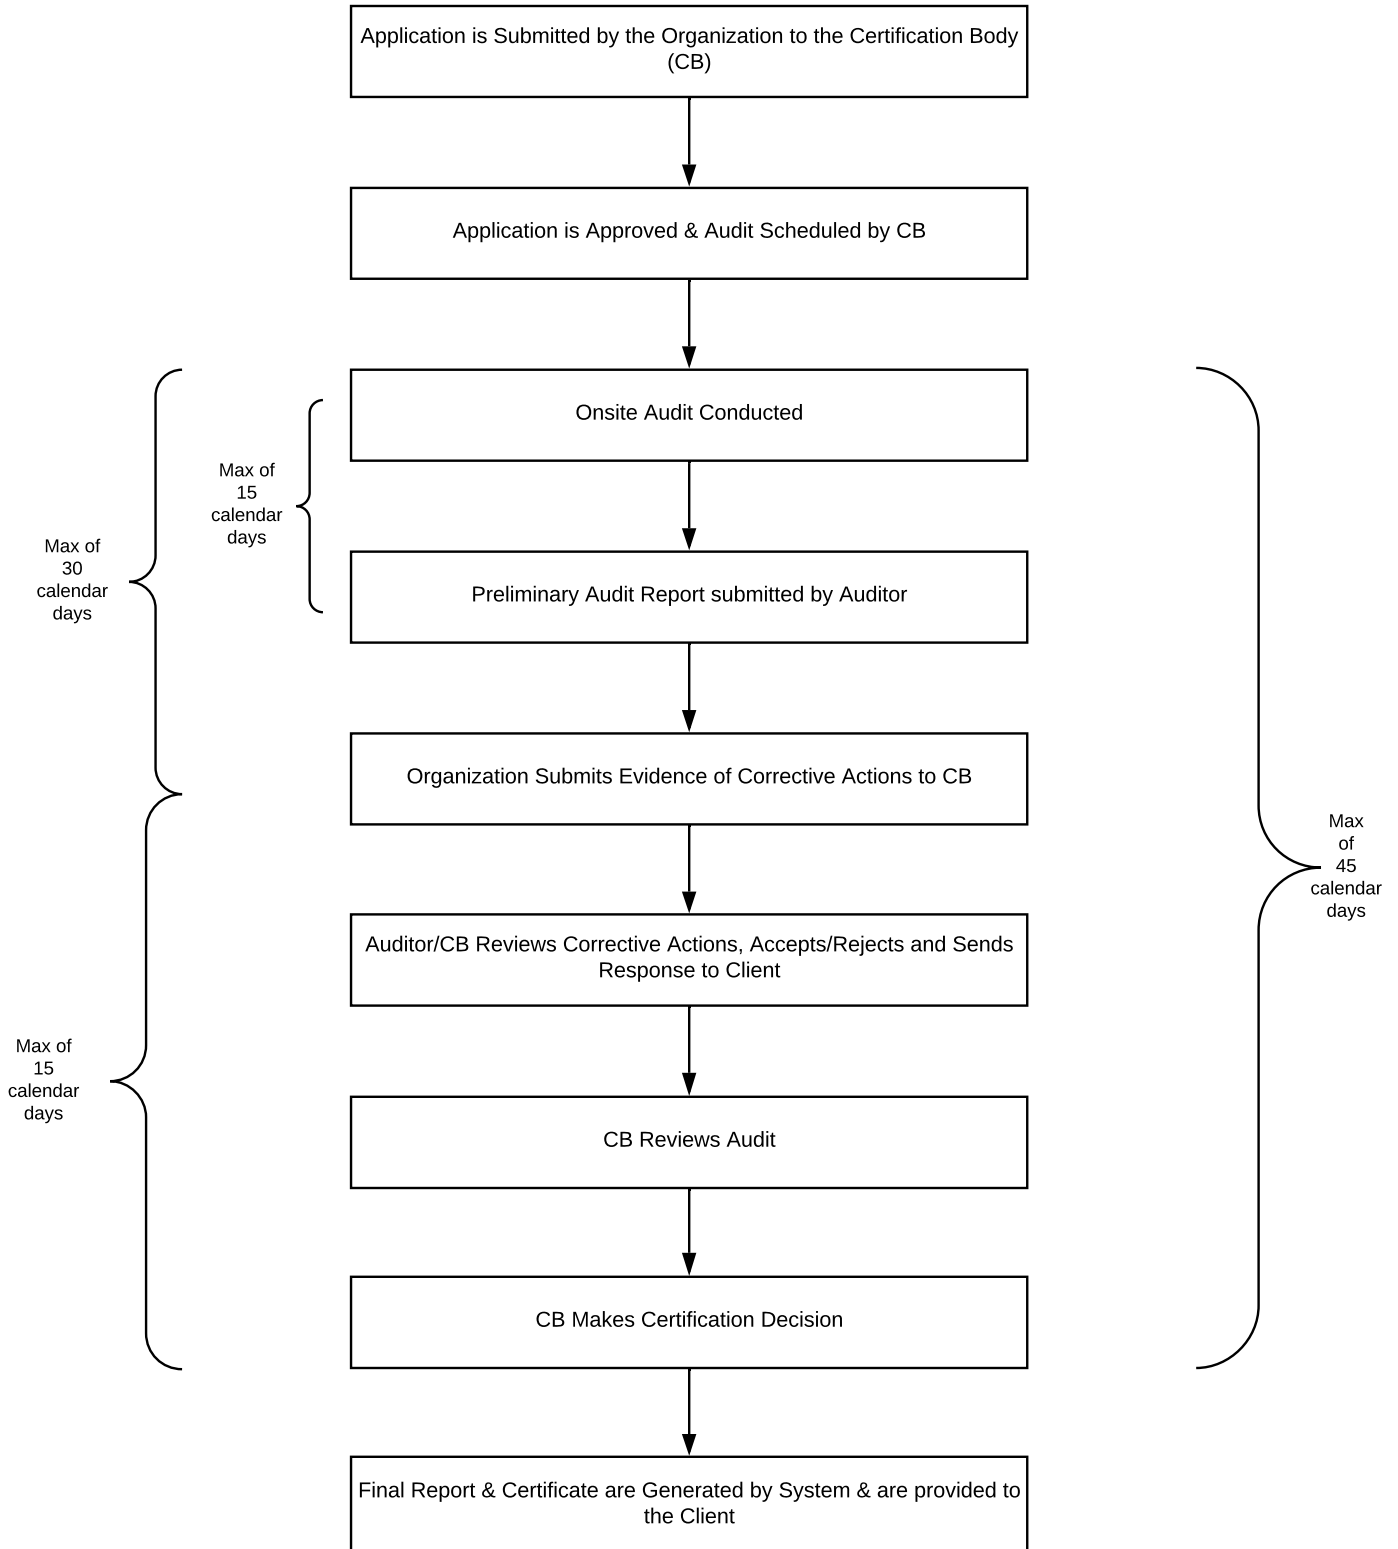 Application is Submitted by the Organization to the Certification Body
(CB)
Application is Approved & Audit Scheduled by CB
Onsite Audit Conducted
Max of
15
calendar
days
Max of
30
calendar
days
Preliminary Audit Report submitted by Auditor
Organization Submits Evidence of Corrective Actions to CB
Max
of
45
calendar
days
Auditor/CB Reviews Corrective Actions, Accepts/Rejects and Sends
Response to Client
Max of
15
calendar
days
CB Reviews Audit
CB Makes Certification Decision
Final Report & Certificate are Generated by System & are provided to
the Client